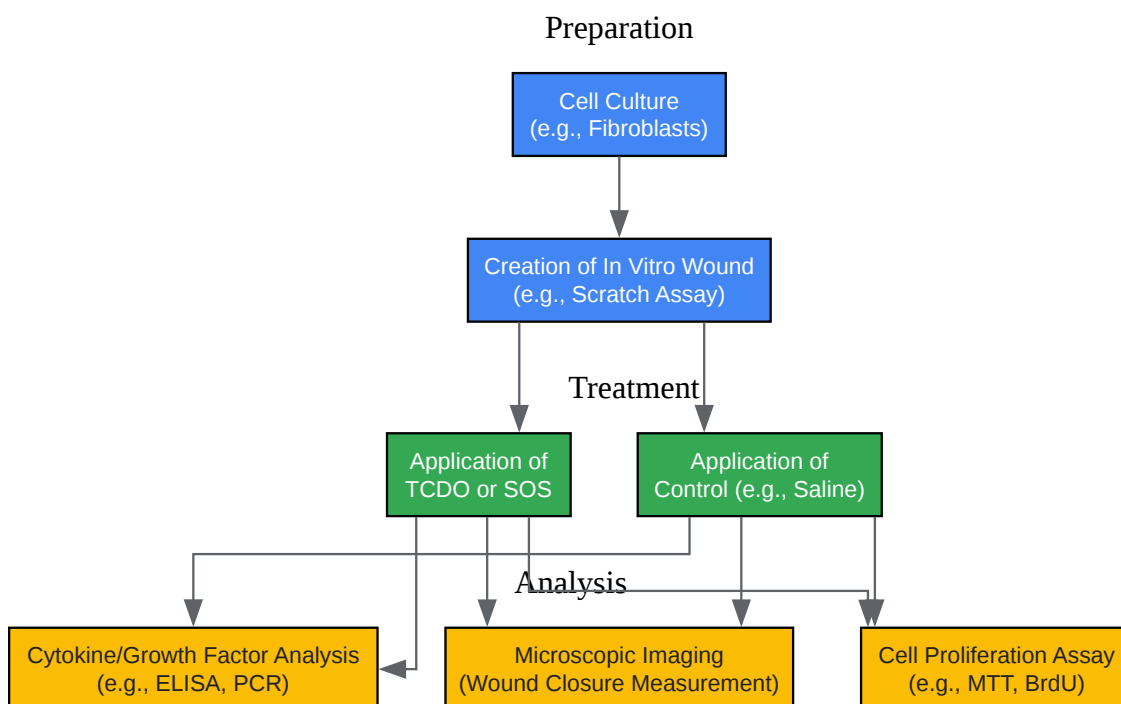 Preparation
Cell Culture
(e.g., Fibroblasts)
Creation of In Vitro Wound
(e.g., Scratch Assay)
Treatment
Application of
TCDO or SOS
Application of
Control (e.g., Saline)
Analysis
Cytokine/Growth Factor Analysis
(e.g., ELISA, PCR)
Microscopic Imaging
(Wound Closure Measurement)
Cell Proliferation Assay
(e.g., MTT, BrdU)